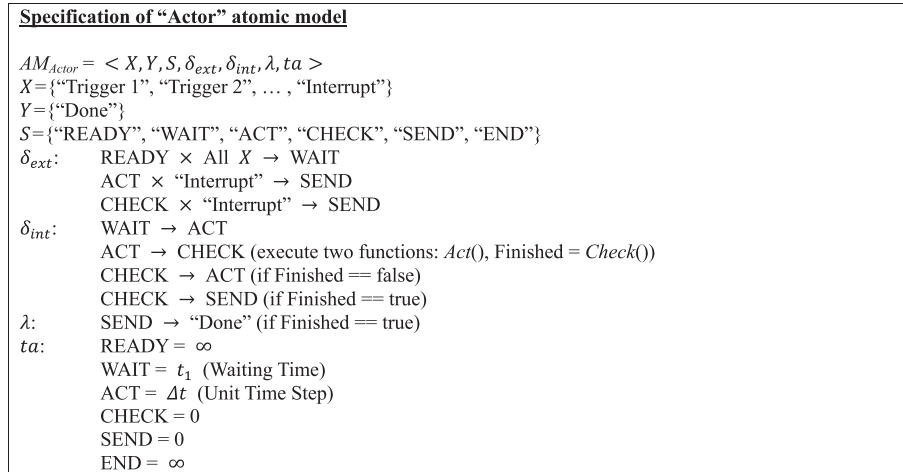 Specification of “Actor” atomic model
AM_Actor = < X, Y, S, δ_ext, δ_int, λ, ta >
X={“Trigger 1”, “Trigger 2”, … , “Interrupt”}
Y={“Done”}
S={“READY”, “WAIT”, “ACT”, “CHECK”, “SEND”, “END”}
δ_ext: READY × All X → WAIT
ACT × “Interrupt” → SEND
CHECK × “Interrupt” → SEND
δ_int: WAIT → ACT
ACT → CHECK (execute two functions: Act(), Finished = Check())
CHECK → ACT (if Finished == false)
CHECK → SEND (if Finished == true)
λ: SEND → “Done” (if Finished == true)
ta: READY = ∞
WAIT = t₁ (Waiting Time)
ACT = Δt (Unit Time Step)
CHECK = 0
SEND = 0
END = ∞